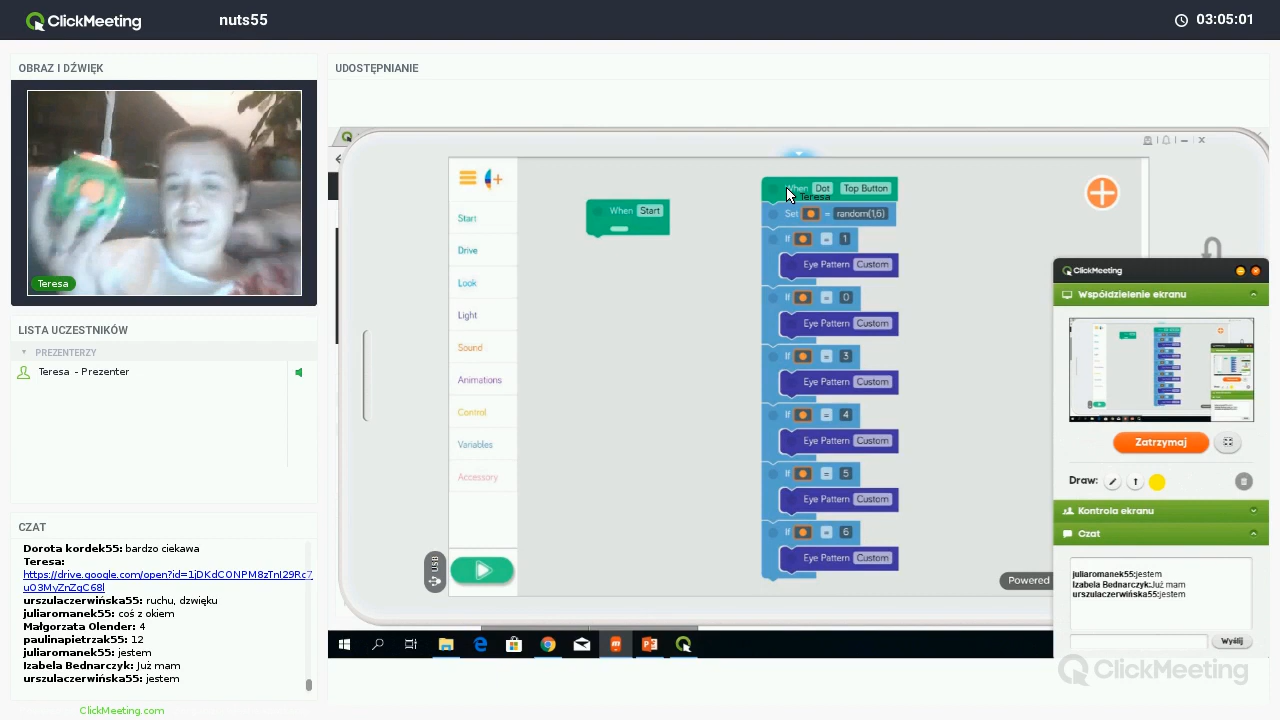 ClickMeeting
nuts55
03:05:01
OBRAZ I DŹWIĘK
Teresa
LISTA UCZESTNIKÓW
PREZENTERZY
Teresa - Prezenter
CZAT
Dorota kordek55: bardzo ciekawa
Teresa:
https://drive.google.com/open?id=1jDKdCONPM8zTnI29Rc7
uO3MyZnZgC68l
urszulaczerwińska55: ruchu, dzwięku
juliaromanek55: coś z okiem
Małgorzata Olender: 4
paulinapietrzak55: 12
juliaromanek55: jestem
Izabela Bednarczyk: Już mam
urszulaczerwińska55: jestem
ClickMeeting.com
UDOSTĘPNIANIE
Start
Drive
Look
Light
Sound
Animations
Control
Variables
Accessory
USB
When Start
When Dot Top Button
Teresa
Set = random(1,6)
If = 1
Eye Pattern Custom
If = 0
Eye Pattern Custom
If = 3
Eye Pattern Custom
If = 4
Eye Pattern Custom
If = 5
Eye Pattern Custom
If = 6
Eye Pattern Custom
Powered
ClickMeeting
Współdzielenie ekranu
Zatrzymaj
Draw:
Kontrola ekranu
Czat
juliaromanek55:jestem
Izabela Bednarczyk:Już mam
urszulaczerwińska55:jestem
Wyślij
ClickMeeting